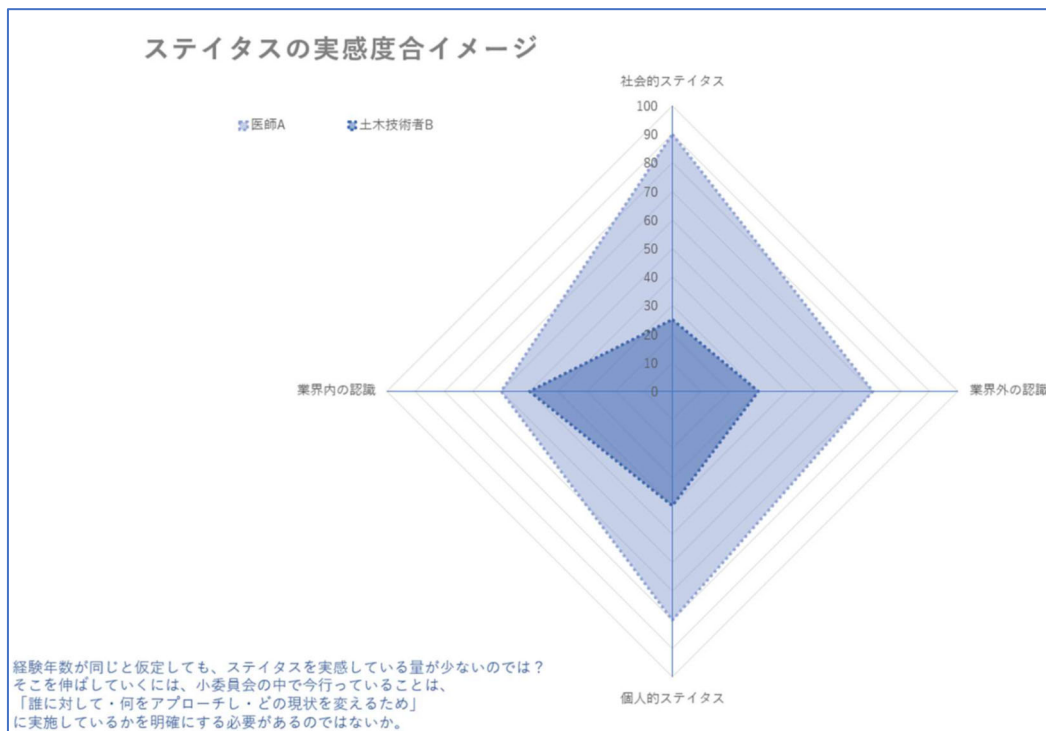 ステイタスの実感度合イメージ
医師A 土木技術者B
社会的ステイタス
100
90
80
70
60
50
40
30
20
10
0
業界内の認識
業界外の認識
個人的ステイタス
経験年数が同じと仮定しても、ステイタスを実感している量が少ないのでは？
そこを伸ばしていくには、小委員会の中で今行っていることは、
「誰に対して・何をアプローチし・どの現状を変えるため」
に実施しているかを明確にする必要があるのではないか。